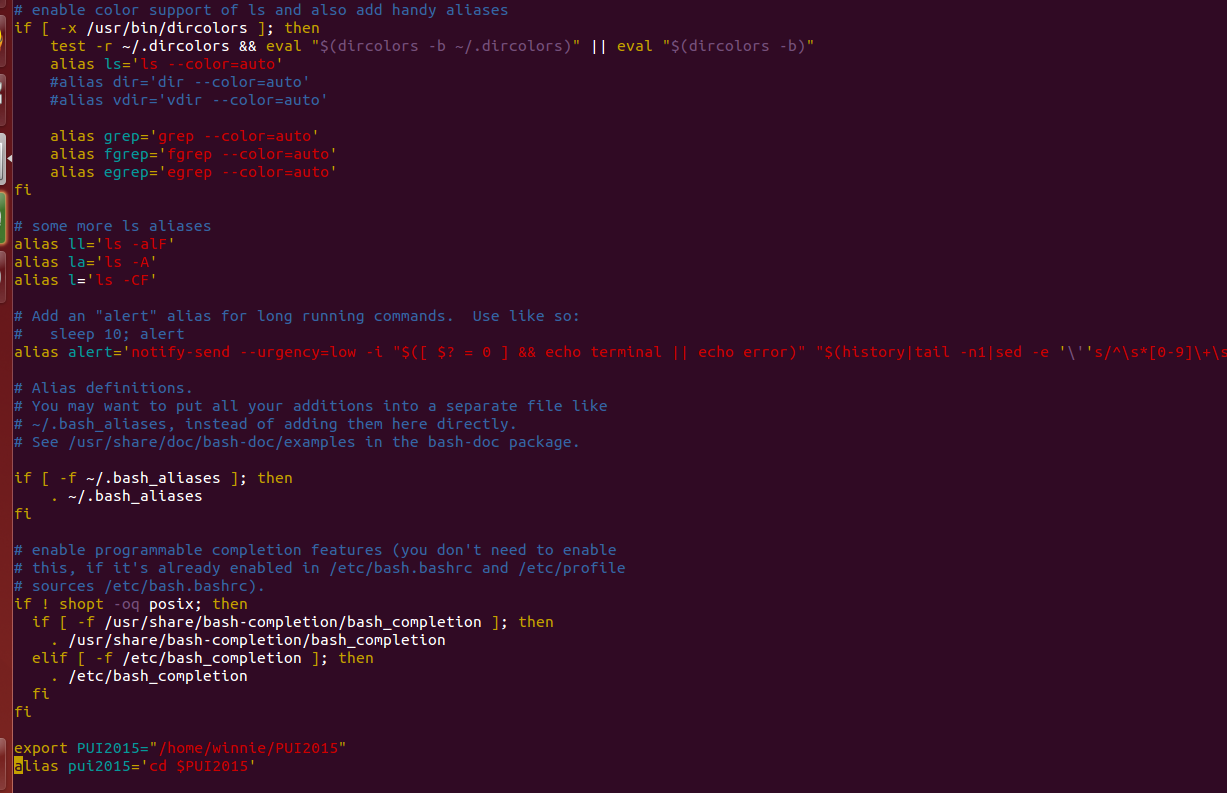 # enable color support of ls and also add handy aliases
if [ -x /usr/bin/dircolors ]; then
    test -r ~/.dircolors && eval "$(dircolors -b ~/.dircolors)" || eval "$(dircolors -b)"
    alias ls='ls --color=auto'
    #alias dir='dir --color=auto'
    #alias vdir='vdir --color=auto'

    alias grep='grep --color=auto'
    alias fgrep='fgrep --color=auto'
    alias egrep='egrep --color=auto'
fi

# some more ls aliases
alias ll='ls -alF'
alias la='ls -A'
alias l='ls -CF'

# Add an "alert" alias for long running commands.  Use like so:
#   sleep 10; alert
alias alert='notify-send --urgency=low -i "$([ $? = 0 ] && echo terminal || echo error)" "$(history|tail -n1|sed -e '\''s/^\s*[0-9]\+\s

# Alias definitions.
# You may want to put all your additions into a separate file like
# ~/.bash_aliases, instead of adding them here directly.
# See /usr/share/doc/bash-doc/examples in the bash-doc package.

if [ -f ~/.bash_aliases ]; then
    . ~/.bash_aliases
fi

# enable programmable completion features (you don't need to enable
# this, if it's already enabled in /etc/bash.bashrc and /etc/profile
# sources /etc/bash.bashrc).
if ! shopt -oq posix; then
  if [ -f /usr/share/bash-completion/bash_completion ]; then
    . /usr/share/bash-completion/bash_completion
  elif [ -f /etc/bash_completion ]; then
    . /etc/bash_completion
  fi
fi

export PUI2015="/home/winnie/PUI2015"
alias pui2015='cd $PUI2015'